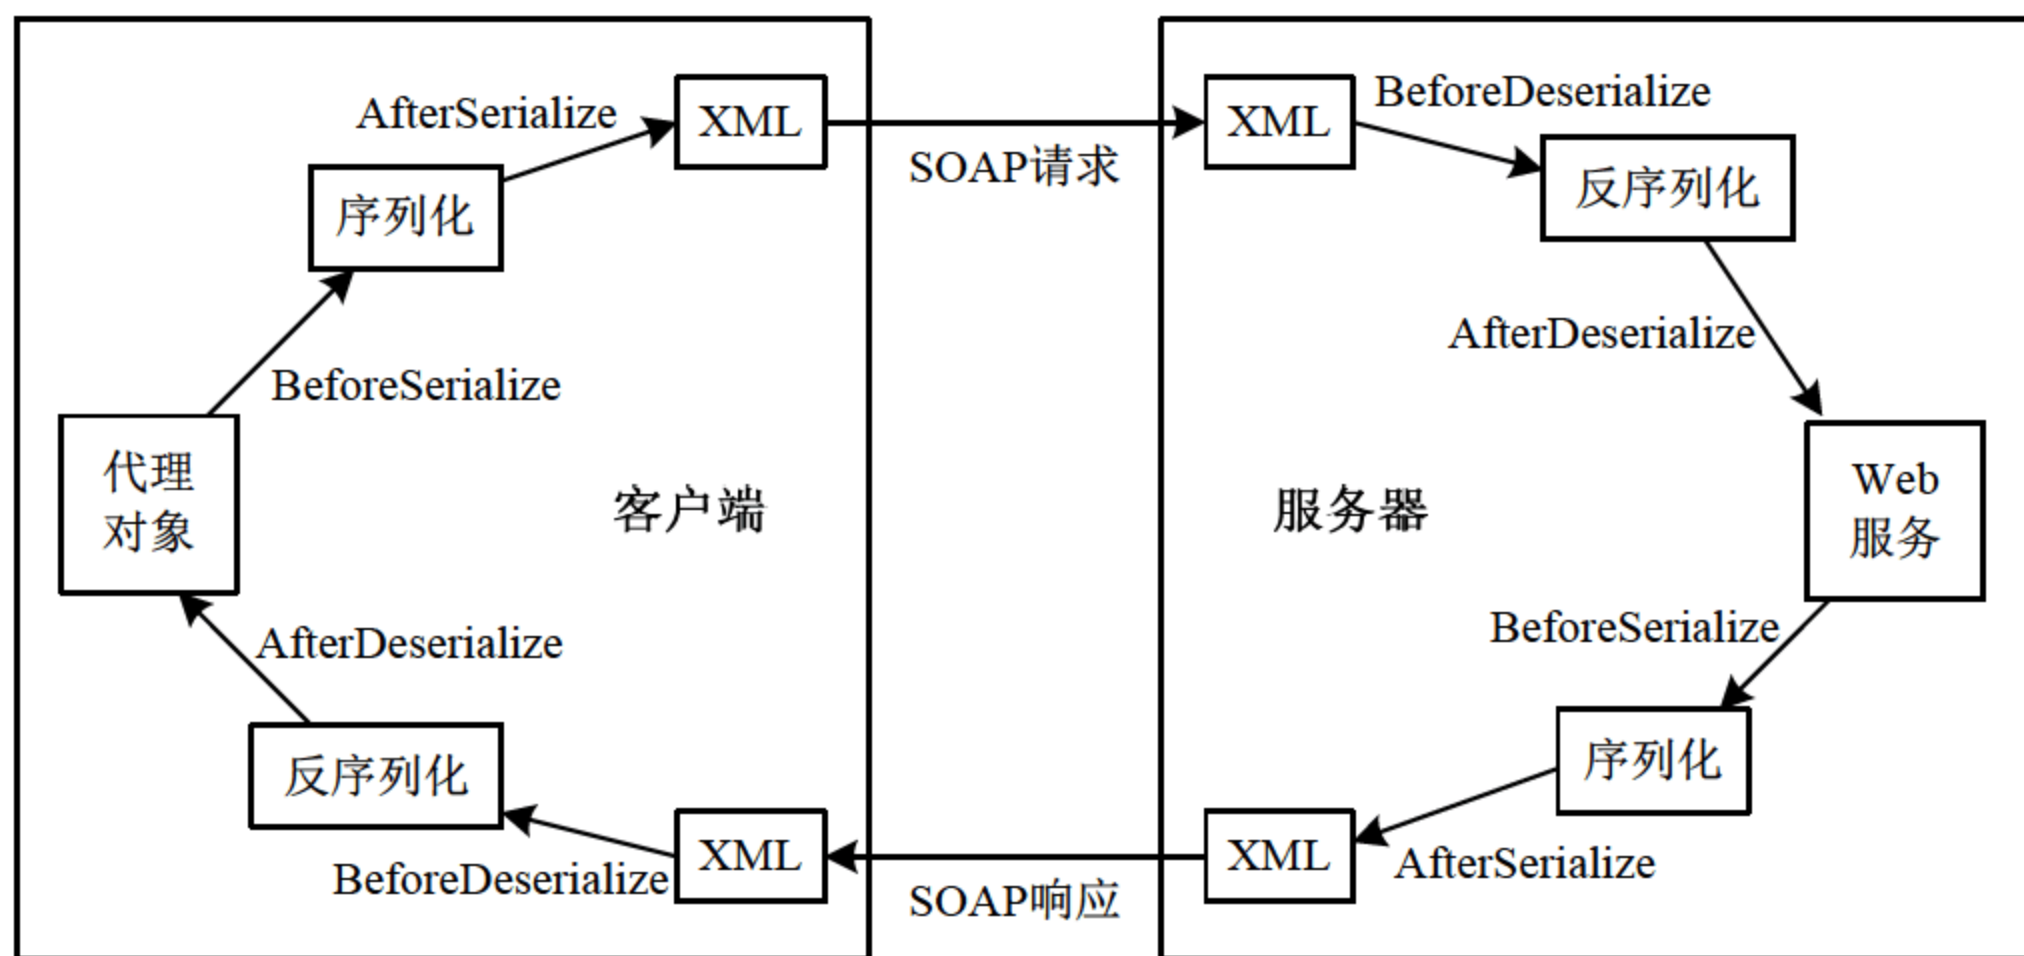 AfterSerialize
XML
XML
BeforeDeserialize
SOAP请求
序列化
反序列化
AfterDeserialize
BeforeSerialize
代理
对象
客户端
服务器
Web
服务
AfterDeserialize
BeforeSerialize
反序列化
序列化
XML
XML
BeforeDeserialize
AfterSerialize
SOAP响应